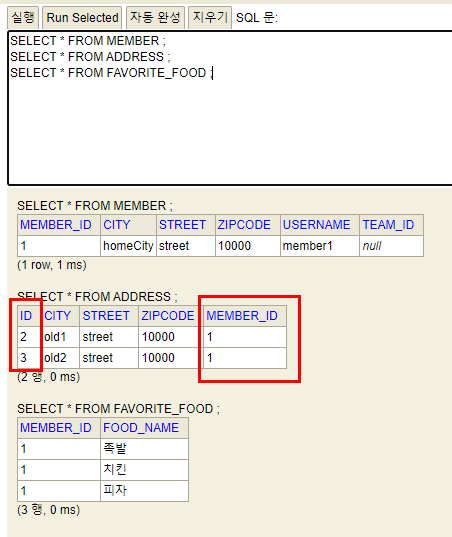 실행 Run Selected 자동 완성 지우기 SQL 문:
SELECT * FROM MEMBER ;
SELECT * FROM ADDRESS ;
SELECT * FROM FAVORITE_FOOD ;
SELECT * FROM MEMBER ;
MEMBER_ID CITY STREET ZIPCODE USERNAME TEAM_ID
1 homeCity street 10000 member1 null
(1 row, 1 ms)
SELECT * FROM ADDRESS ;
ID CITY STREET ZIPCODE MEMBER_ID
2 old1 street 10000 1
3 old2 street 10000 1
(2 행, 0 ms)
SELECT * FROM FAVORITE_FOOD ;
MEMBER_ID FOOD_NAME
1 족발
1 치킨
1 피자
(3 행, 0 ms)